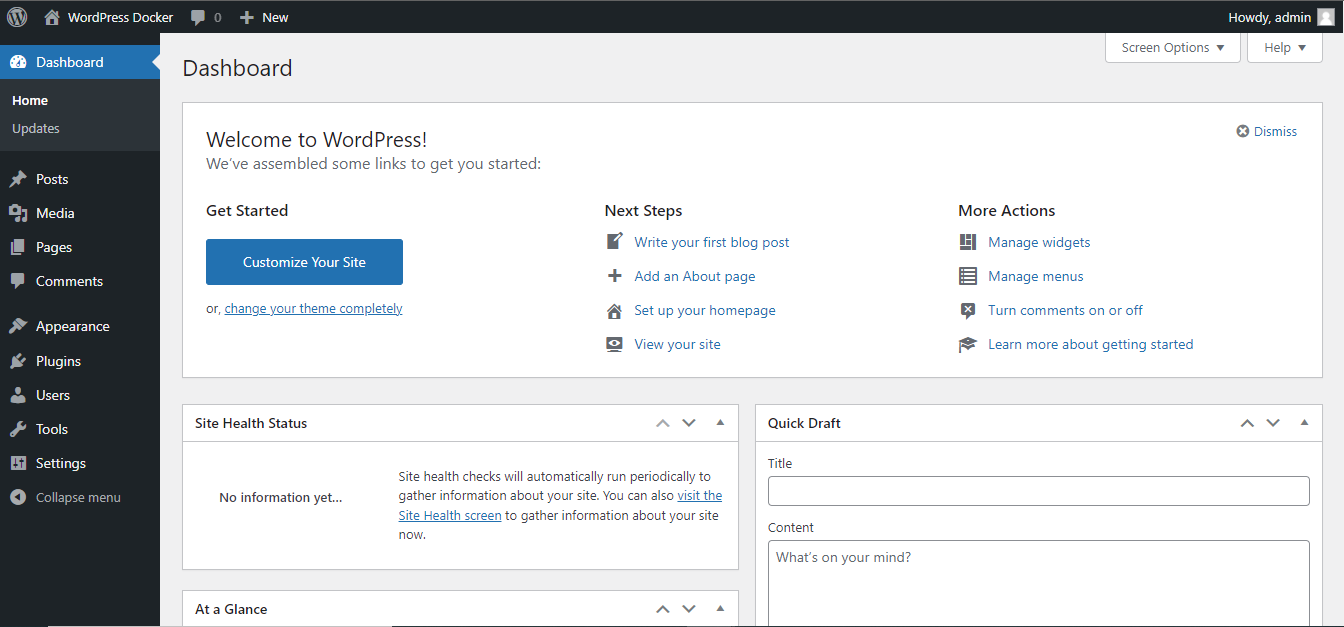 WordPress Docker 0 New Howdy, admin
Dashboard
Home
Updates
Posts
Media
Pages
Comments
Appearance
Plugins
Users
Tools
Settings
Collapse menu
Screen Options
Help
Dashboard
Welcome to WordPress!
We've assembled some links to get you started:
Dismiss
Get Started
Customize Your Site
or, change your theme completely
Next Steps
Write your first blog post
Add an About page
Set up your homepage
View your site
More Actions
Manage widgets
Manage menus
Turn comments on or off
Learn more about getting started
Site Health Status
No information yet...
Site health checks will automatically run periodically to
gather information about your site. You can also visit the
Site Health screen to gather information about your site
now.
At a Glance
Quick Draft
Title
Content
What's on your mind?